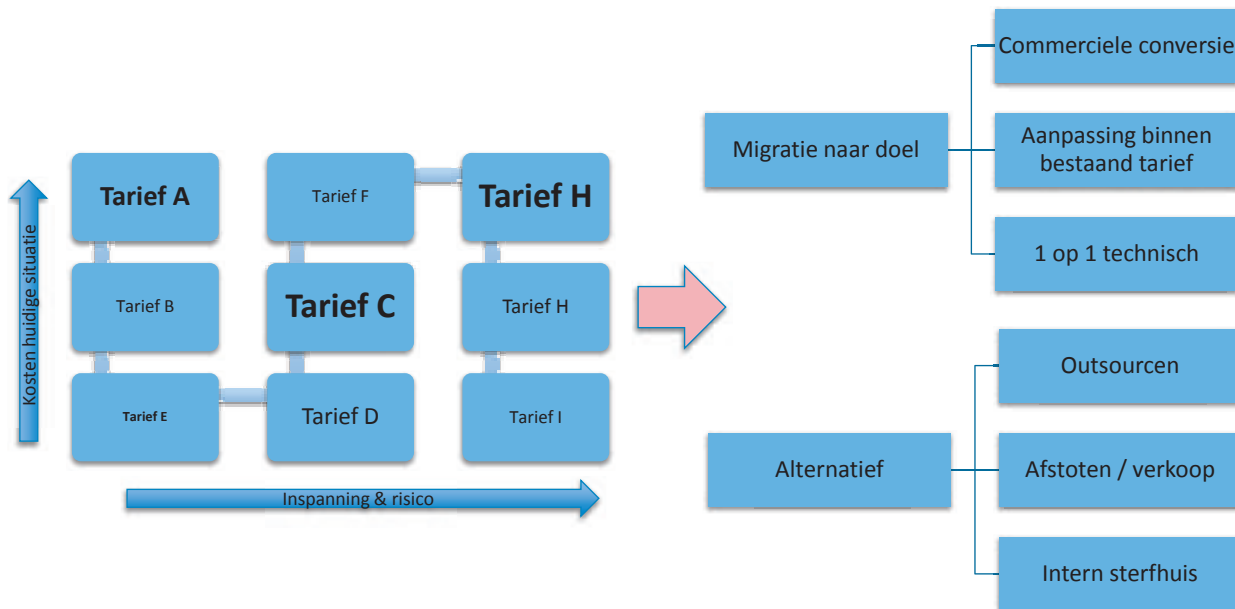 Kosten huidige situatie
Tarief A
Tarief F
Tarief H
Tarief B
Tarief C
Tarief H
Tarief E
Tarief D
Tarief I
Inspanning & risico
Migratie naar doel
Commerciele conversie
Aanpassing binnen
bestaand tarief
1 op 1 technisch
Alternatief
Outsourcen
Afstoten / verkoop
Intern sterfhuis